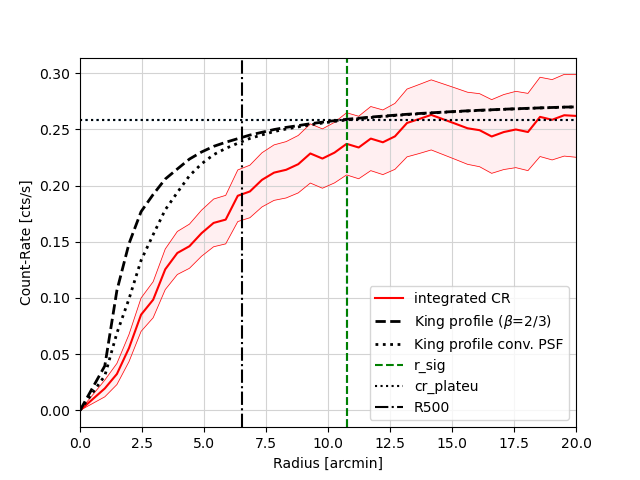 0.30
0.25
0.20
0.15
0.10
0.05
0.00
Count-Rate [cts/s]
integrated CR
King profile (β=2/3)
King profile conv. PSF
r_sig
cr_plateu
R500
0.0 2.5 5.0 7.5 10.0 12.5 15.0 17.5 20.0
Radius [arcmin]